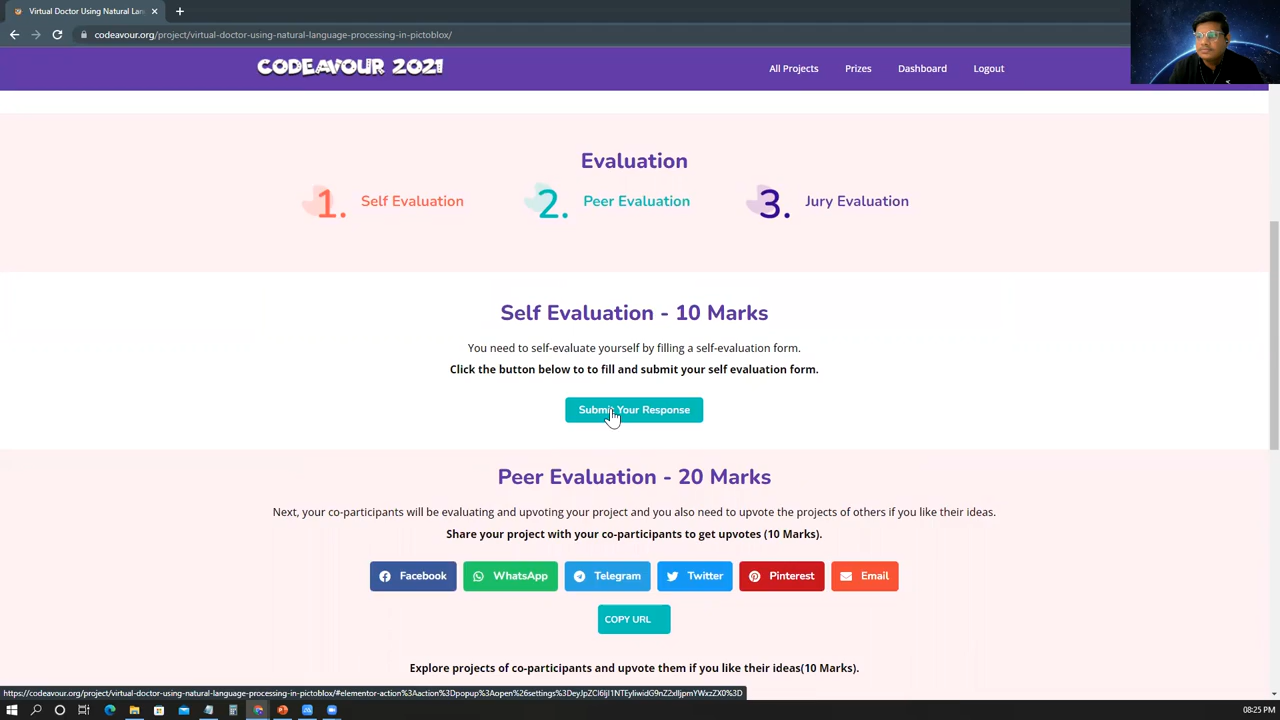 Virtual Doctor Using Natural Lan
codeavour.org/project/virtual-doctor-using-natural-language-processing-in-pictoblox/
CODEAVOUR 2021
All Projects
Prizes
Dashboard
Logout
Evaluation
1. Self Evaluation
2. Peer Evaluation
3. Jury Evaluation
Self Evaluation - 10 Marks
You need to self-evaluate yourself by filling a self-evaluation form.
Click the button below to to fill and submit your self evaluation form.
Submit Your Response
Peer Evaluation - 20 Marks
Next, your co-participants will be evaluating and upvoting your project and you also need to upvote the projects of others if you like their ideas.
Share your project with your co-participants to get upvotes (10 Marks).
Facebook
WhatsApp
Telegram
Twitter
Pinterest
Email
COPY URL
Explore projects of co-participants and upvote them if you like their ideas(10 Marks).
08:25 PM